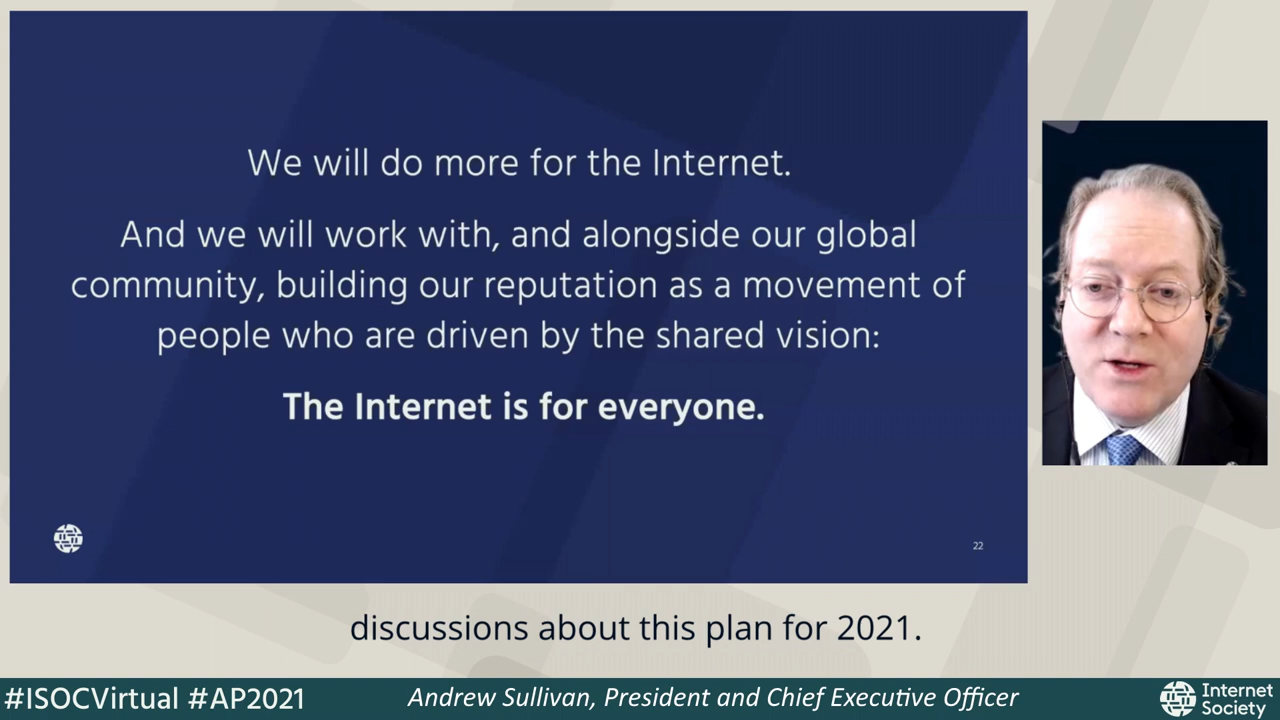 We will do more for the Internet.
And we will work with, and alongside our global
community, building our reputation as a movement of
people who are driven by the shared vision:
The Internet is for everyone.
22
discussions about this plan for 2021.
#ISOCVirtual #AP2021
Andrew Sullivan, President and Chief Executive Officer
Internet
Society